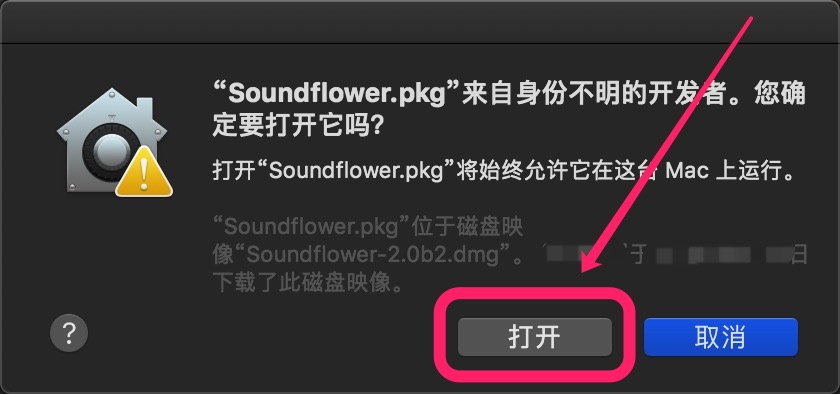 “Soundflower.pkg”来自身份不明的开发者。您确
定要打开它吗?
打开“Soundflower.pkg”将始终允许它在这台 Mac 上运行。
“Soundflower.pkg”位于磁盘映
像“Soundflower-2.0b2.dmg”。 于 日
下载了此磁盘映像。
?
打开
取消